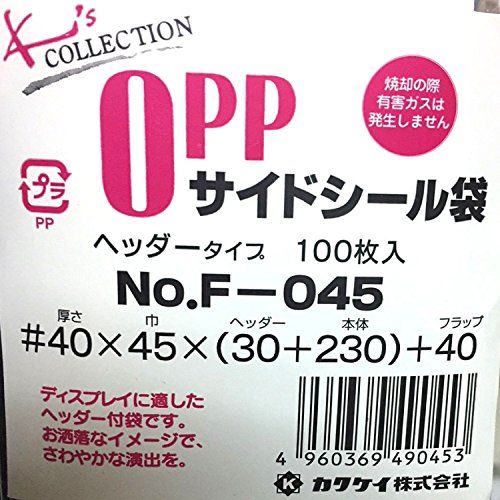 K's
COLLECTION
OPP
サイドシール袋
焼却の際
有害ガスは
発生しません
プラ
PP
ヘッダータイプ 100枚入
No.F-045
厚さ 巾 ヘッダー 本体 フラップ
#40×45×(30+230)+40
ディスプレイに適した
ヘッダー付袋です。
お洒落なイメージで、
さわやかな演出を。
4 960369 490453
K カクケイ株式会社